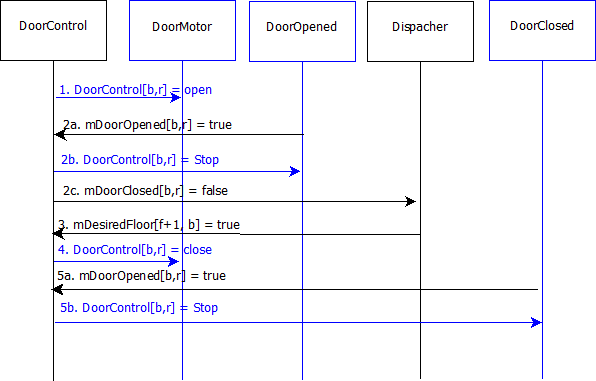 DoorControl
DoorMotor
DoorOpened
Dispacher
DoorClosed
1. DoorControl[b,r] = open
2a. mDoorOpened[b,r] = true
2b. DoorControl[b,r] = Stop
2c. mDoorClosed[b,r] = false
3. mDesiredFloor[f+1, b] = true
4. DoorControl[b,r] = close
5a. mDoorOpened[b,r] = true
5b. DoorControl[b,r] = Stop